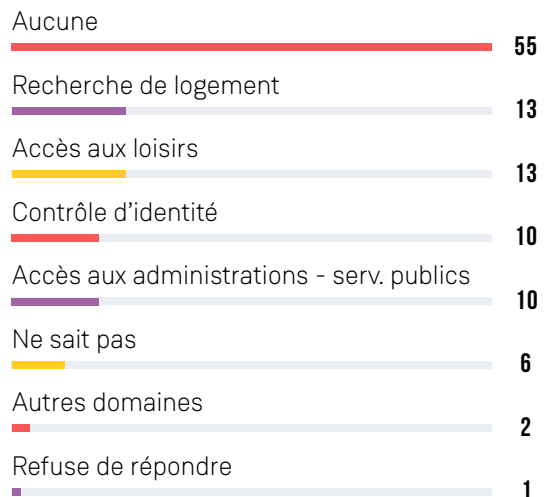 Aucune
55
Recherche de logement
13
Accès aux loisirs
13
Contrôle d’identité
10
Accès aux administrations - serv. publics
10
Ne sait pas
6
Autres domaines
2
Refuse de répondre
1